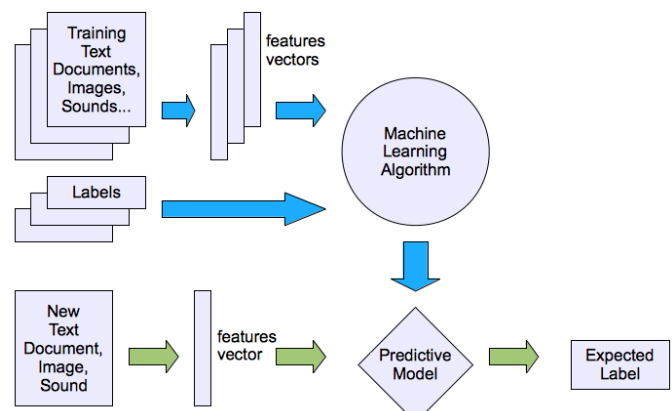 Training
Text
Documents,
Images,
Sounds...
features
vectors
Machine
Learning
Algorithm
Labels
New
Text
Document,
Image,
Sound
features
vector
Predictive
Model
Expected
Label